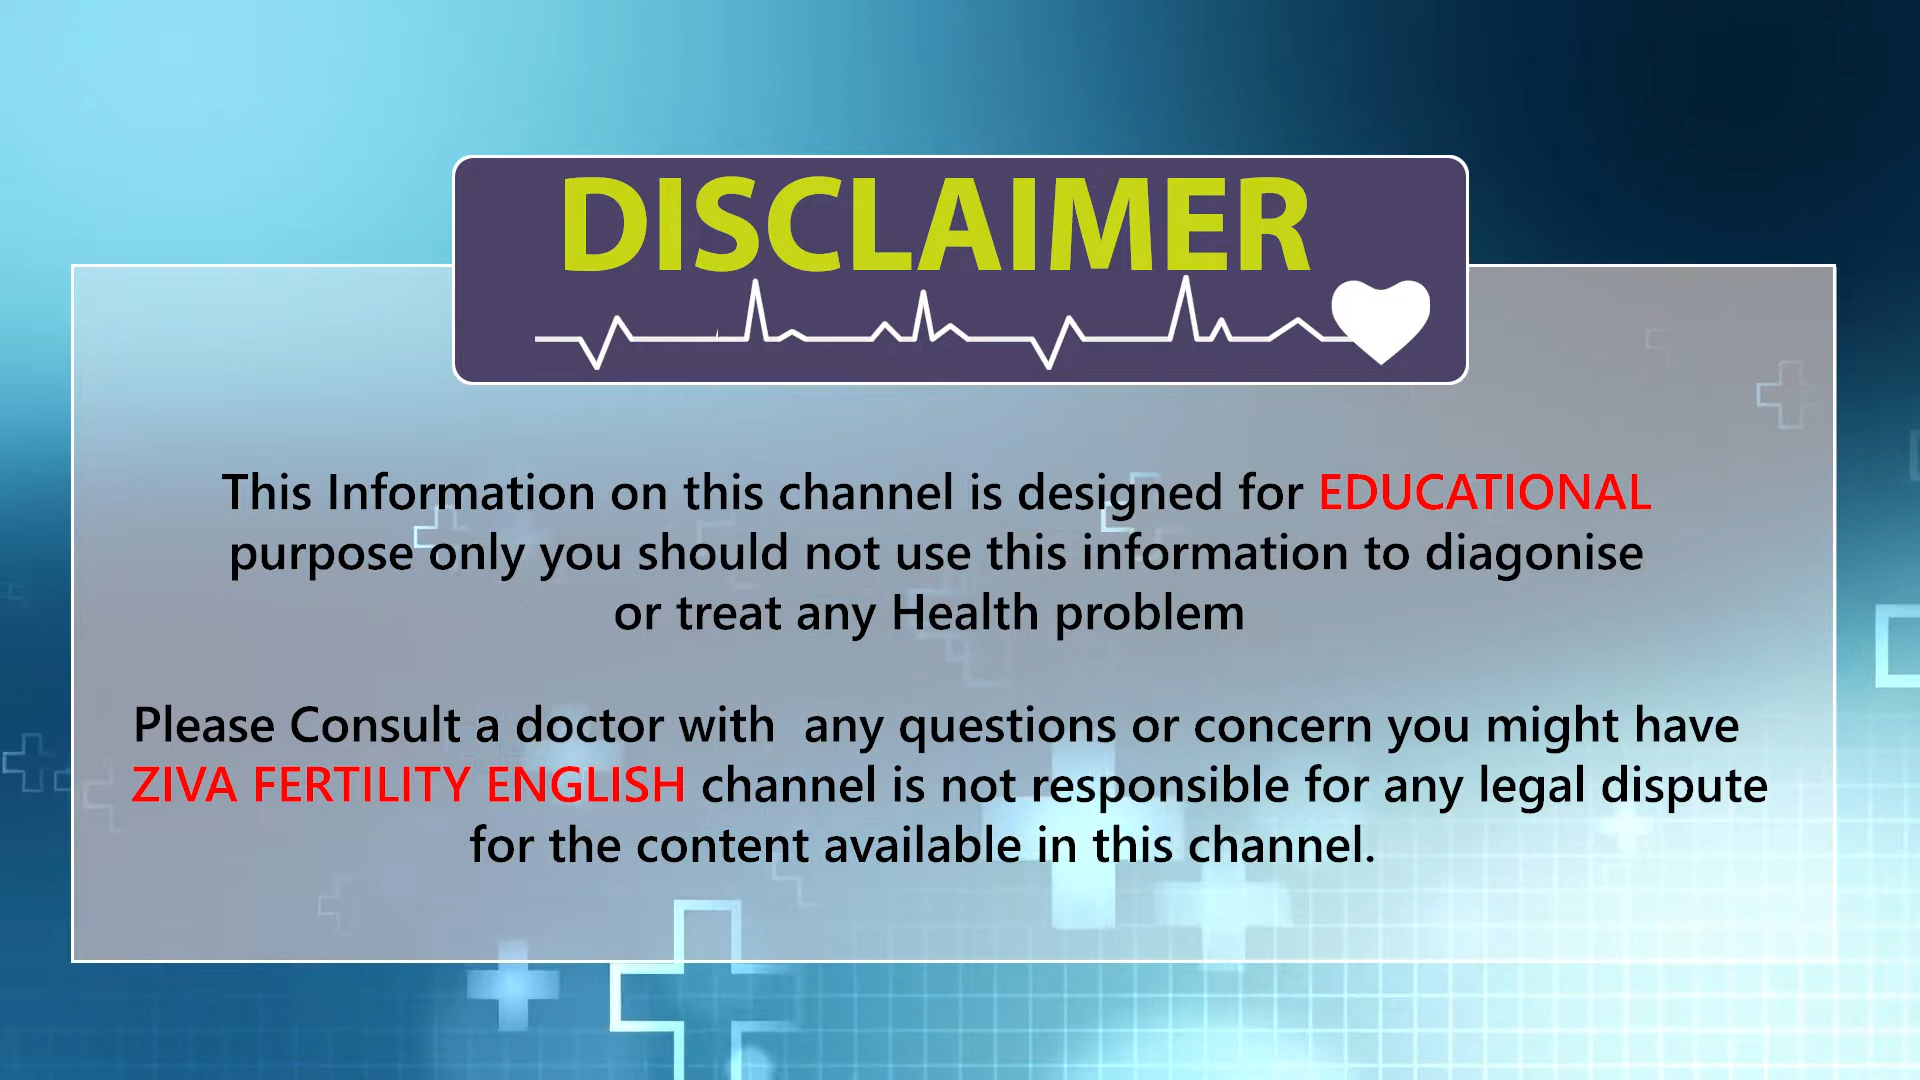 DISCLAIMER
This Information on this channel is designed for EDUCATIONAL
purpose only you should not use this information to diagonise
or treat any Health problem
Please Consult a doctor with  any questions or concern you might have
ZIVA FERTILITY ENGLISH channel is not responsible for any legal dispute
for the content available in this channel.